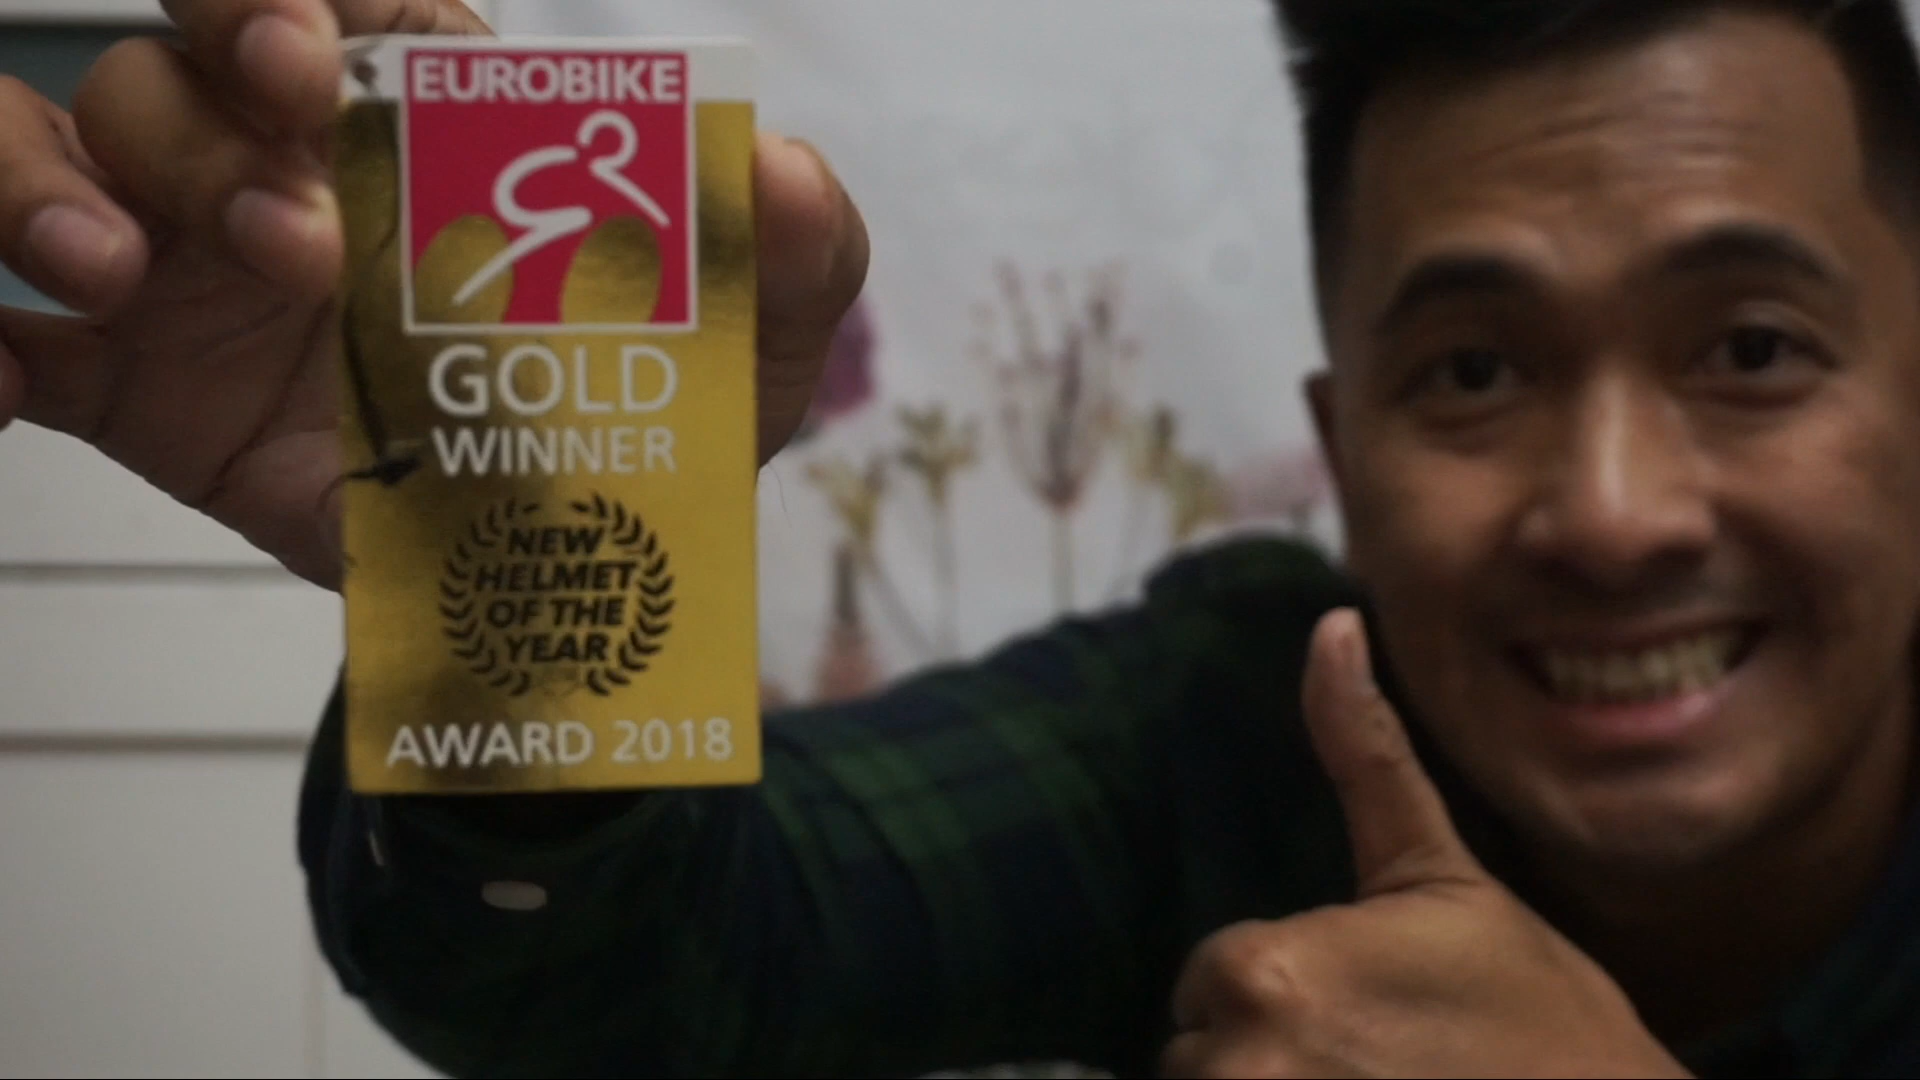 EUROBIKE
GOLD
WINNER
NEW
HELMET
OF THE
YEAR
AWARD 2018